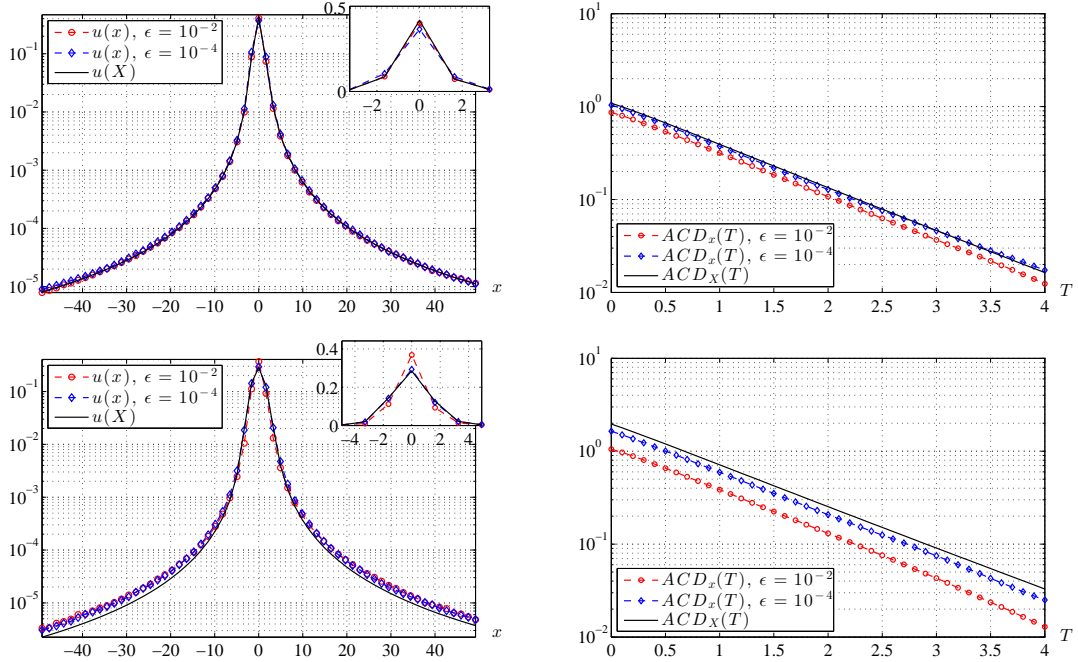 10^{-1}
10^{-2}
10^{-3}
10^{-4}
10^{-5}
−40 −30 −20 −10 0 10 20 30 40 x
u(x), ϵ = 10^{-2}
u(x), ϵ = 10^{-4}
u(X)
0.5
0
−2 0 2
10^1
10^0
10^{-1}
10^{-2}
0 0.5 1 1.5 2 2.5 3 3.5 4 T
ACD_x(T), ϵ = 10^{-2}
ACD_x(T), ϵ = 10^{-4}
ACD_X(T)
10^{-1}
10^{-2}
10^{-3}
10^{-4}
10^{-5}
−40 −30 −20 −10 0 10 20 30 40 x
u(x), ϵ = 10^{-2}
u(x), ϵ = 10^{-4}
u(X)
0.4
0.2
0
−4 −2 0 2 4
10^1
10^0
10^{-1}
10^{-2}
0 0.5 1 1.5 2 2.5 3 3.5 4 T
ACD_x(T), ϵ = 10^{-2}
ACD_x(T), ϵ = 10^{-4}
ACD_X(T)